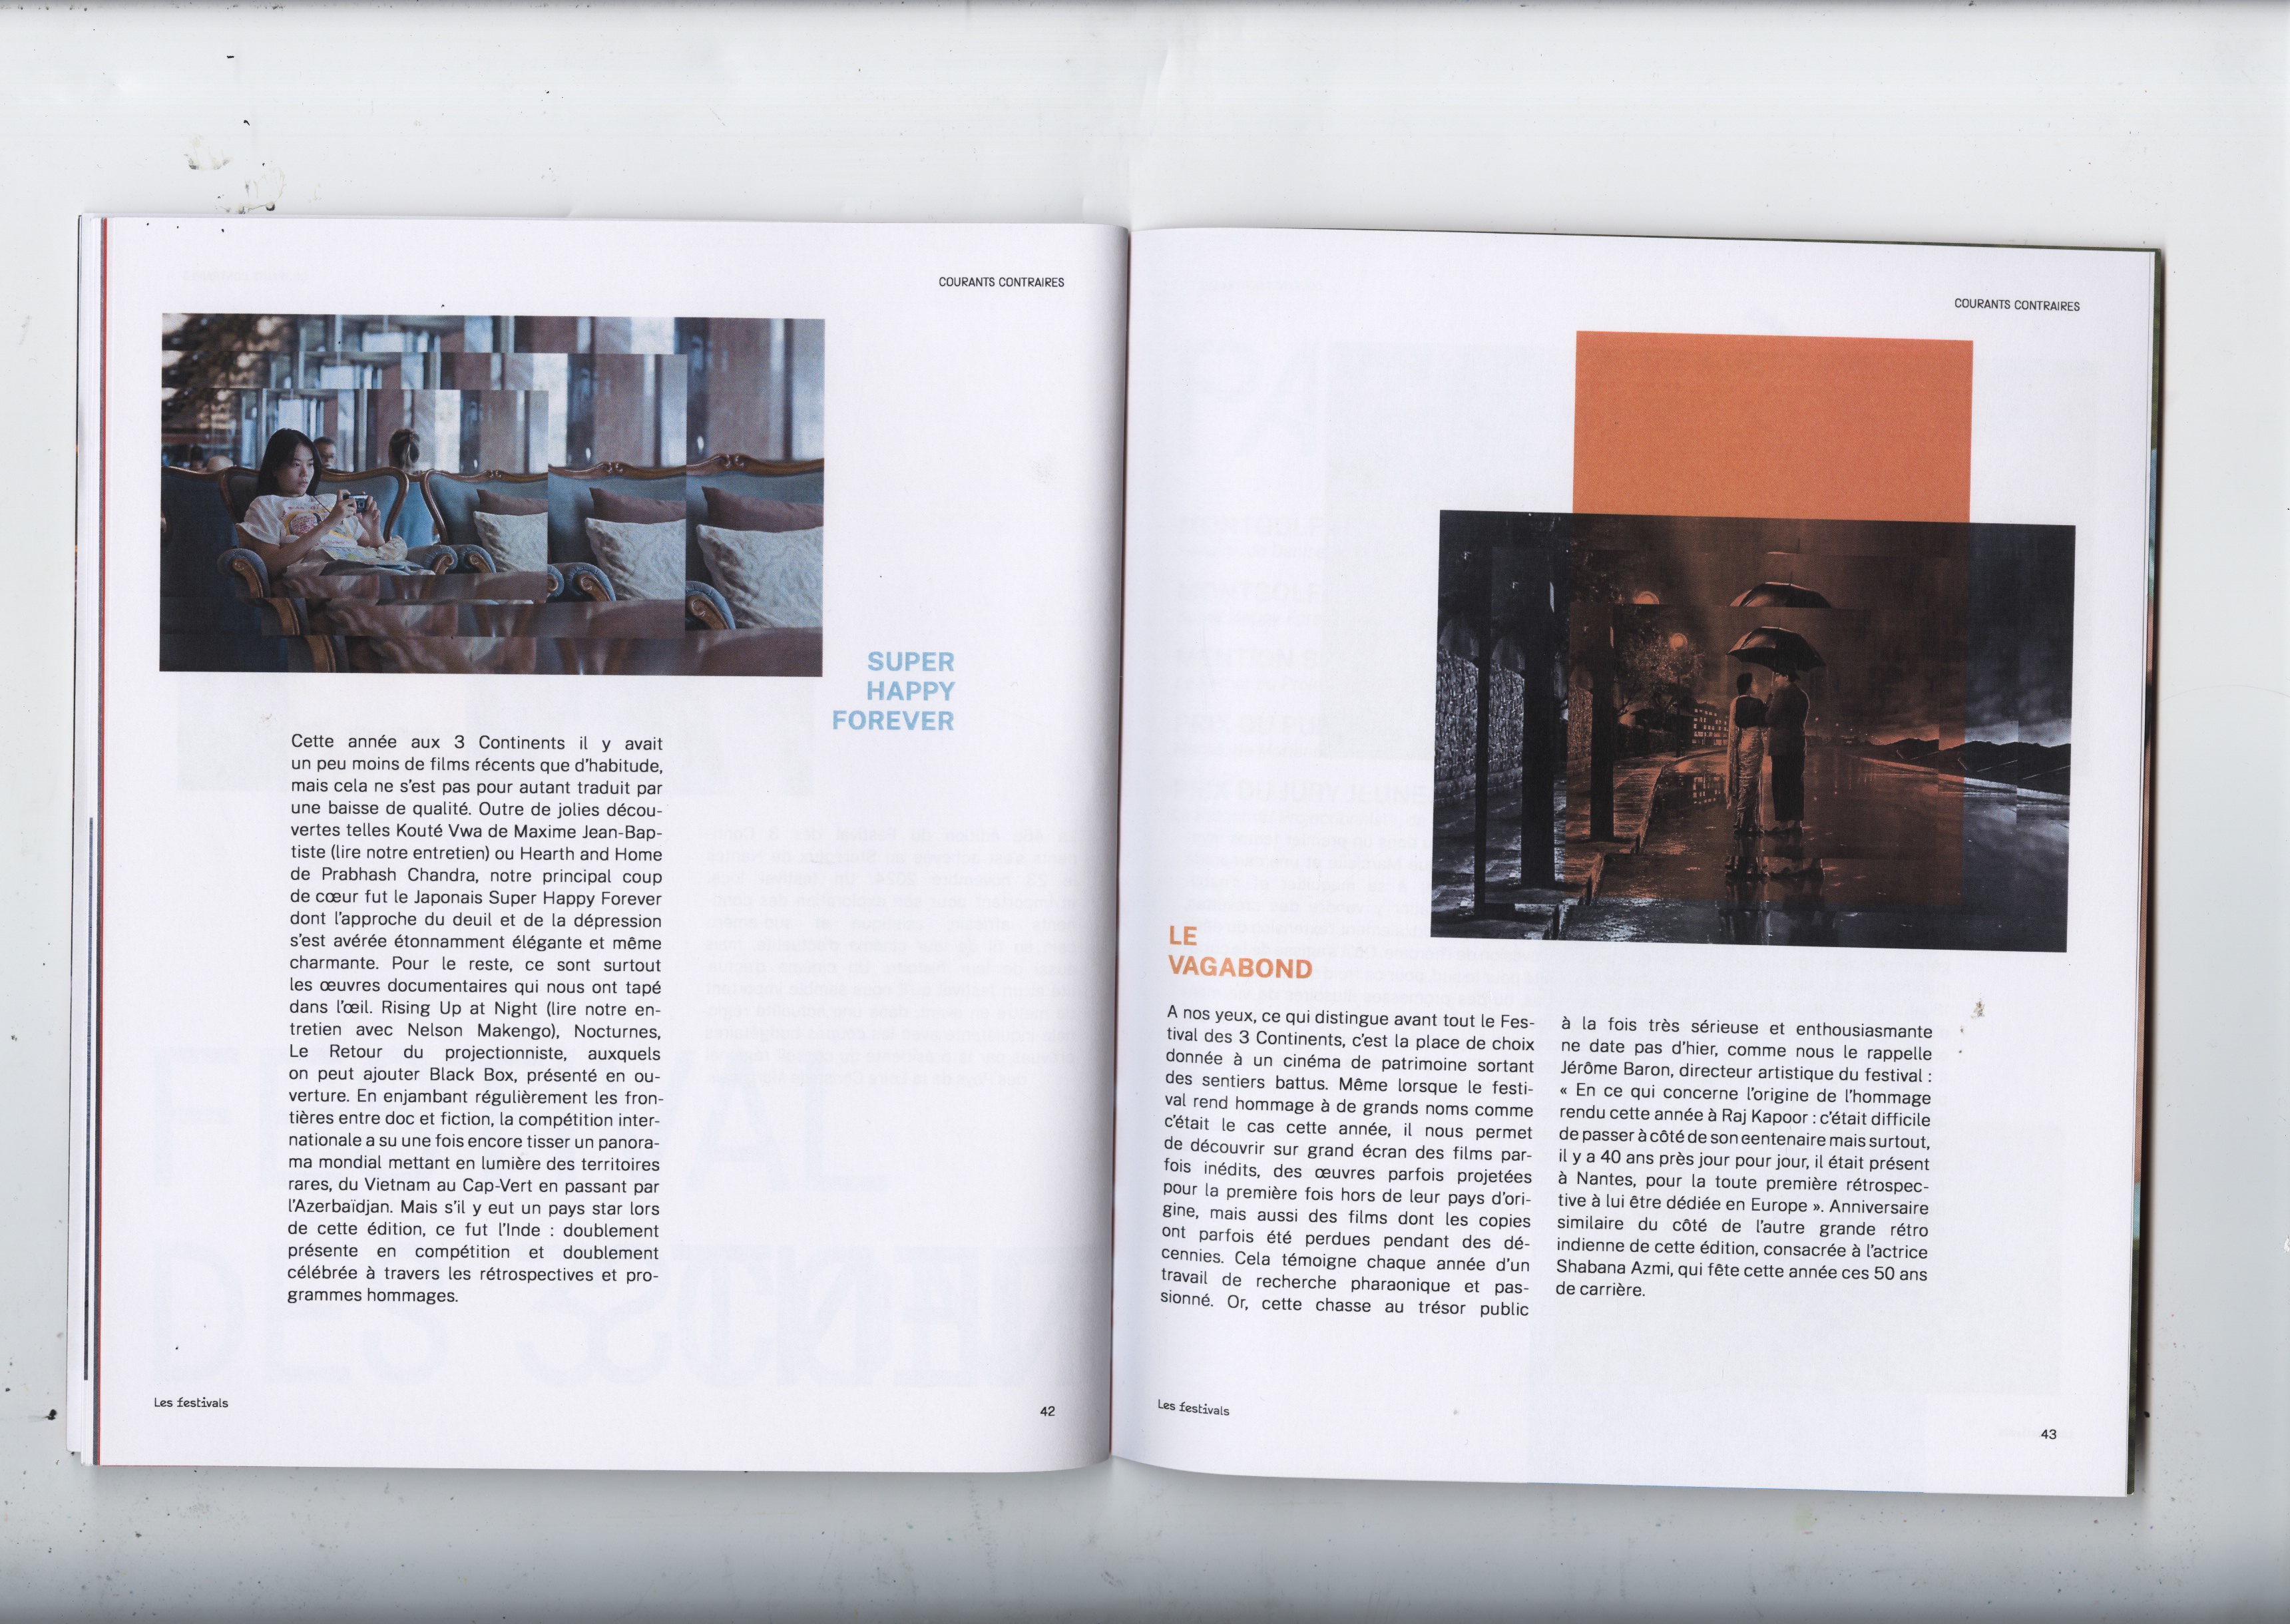 COURANTS CONTRAIRES
SUPER
HAPPY
FOREVER
Cette année aux 3 Continents il y avait
un peu moins de films récents que d'habitude,
mais cela ne s'est pas pour autant traduit par
une baisse de qualité. Outre de jolies décou-
vertes telles Kouté Vwa de Maxime Jean-Bap-
tiste (lire notre entretien) ou Hearth and Home
de Prabhash Chandra, notre principal coup
de cœur fut le Japonais Super Happy Forever
dont l'approche du deuil et de la dépression
s'est avérée étonnamment élégante et même
charmante. Pour le reste, ce sont surtout
les œuvres documentaires qui nous ont tapé
dans l'œil. Rising Up at Night (lire notre en-
tretien avec Nelson Makengo), Nocturnes,
Le Retour du projectionniste, auxquels
on peut ajouter Black Box, présenté en ou-
verture. En enjambant régulièrement les fron-
tières entre doc et fiction, la compétition inter-
nationale a su une fois encore tisser un panora-
ma mondial mettant en lumière des territoires
rares, du Vietnam au Cap-Vert en passant par
l'Azerbaïdjan. Mais s'il y eut un pays star lors
de cette édition, ce fut l'Inde : doublement
présente en compétition et doublement
célébrée à travers les rétrospectives et pro-
grammes hommages.
Les festivals
42
COURANTS CONTRAIRES
LE
VAGABOND
A nos yeux, ce qui distingue avant tout le Fes-
tival des 3 Continents, c'est la place de choix
donnée à un cinéma de patrimoine sortant
des sentiers battus. Même lorsque le festi-
val rend hommage à de grands noms comme
c'était le cas cette année, il nous permet
de découvrir sur grand écran des films par-
fois inédits, des œuvres parfois projetées
pour la première fois hors de leur pays d'ori-
gine, mais aussi des films dont les copies
ont parfois été perdues pendant des dé-
cennies. Cela témoigne chaque année d'un
travail de recherche pharaonique et pas-
sionné. Or, cette chasse au trésor public
à la fois très sérieuse et enthousiasmante
ne date pas d'hier, comme nous le rappelle
Jérôme Baron, directeur artistique du festival :
« En ce qui concerne l'origine de l'hommage
rendu cette année à Raj Kapoor : c'était difficile
de passer à côté de son centenaire mais surtout,
il y a 40 ans près jour pour jour, il était présent
à Nantes, pour la toute première rétrospec-
tive à lui être dédiée en Europe ». Anniversaire
similaire du côté de l'autre grande rétro
indienne de cette édition, consacrée à l'actrice
Shabana Azmi, qui fête cette année ces 50 ans
de carrière.
Les festivals
43